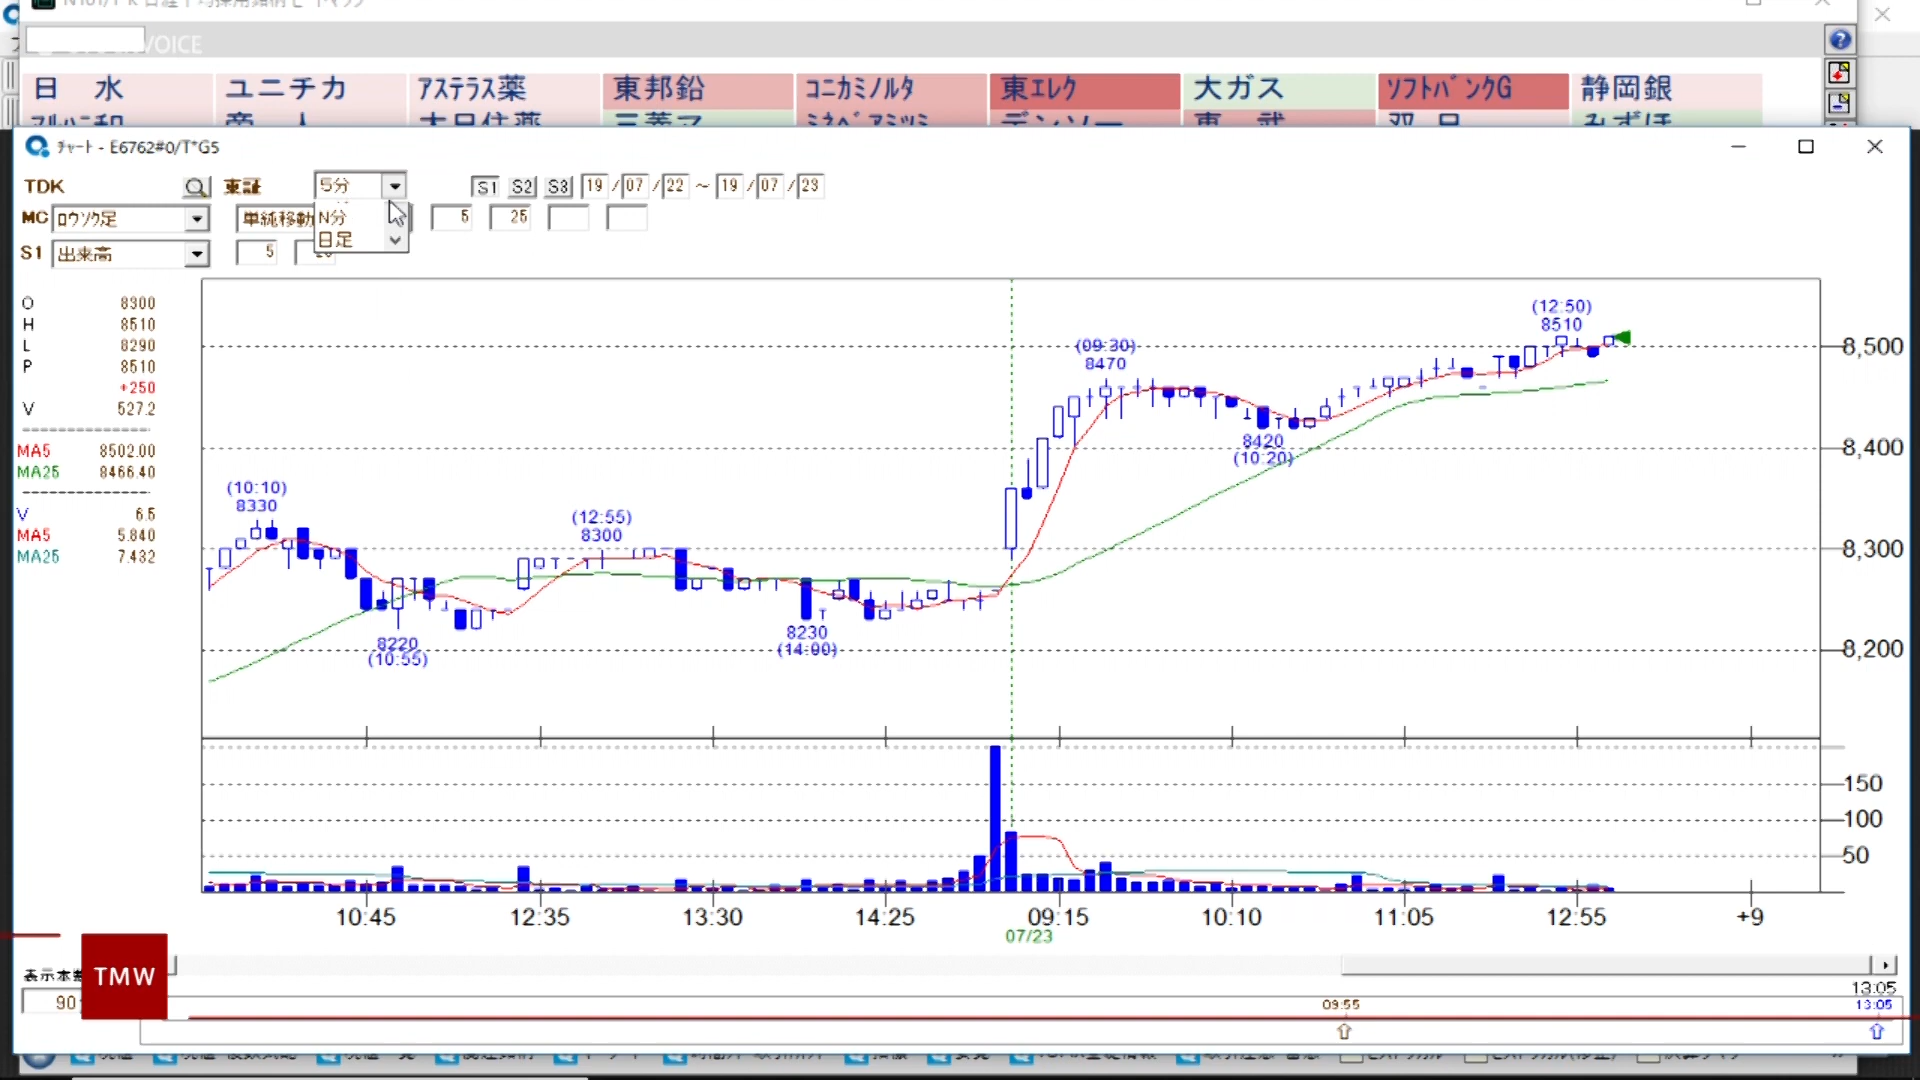 VOICE
日 水 ユニチカ ｱｽﾃﾗｽ薬 東邦鉛 ｺﾆｶﾐﾉﾙﾀ 東ｴﾚｸ 大ガス ｿﾌﾄﾊﾞﾝｸG 静岡銀
ﾁｬｰﾄ - E6762#0/T*G5
TDK 東証 5分 S1 S2 S3 19 /07 /22 ～ 19 /07 /23
MC ﾛｳｿｸ足 単純移動 N分 5 25
日足
S1 出来高 5
O 8300
H 8510
L 8290
P 8510
+250
V 527.2
MA5 8502.00
MA25 8466.40
V 6.5
MA5 5.840
MA25 7.432
(12:50)
8510
(09:30)
8470
8420
(10:20)
(10:10)
8330
(12:55)
8300
8220
(10:55)
8230
(14:00)
8,500
8,400
8,300
8,200
150
100
50
10:45 12:35 13:30 14:25 09:15 10:10 11:05 12:55 +9
07/23
表示本
TMW
90
13:05
09:55 13:05